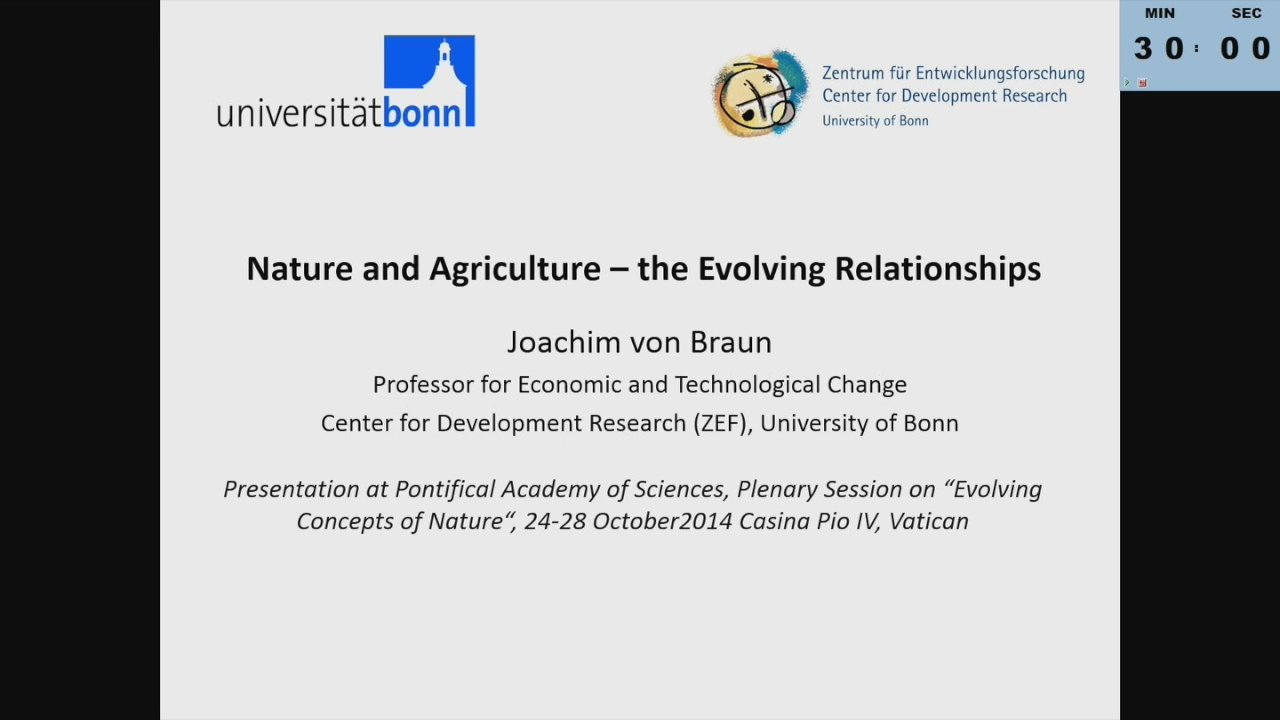 MIN SEC
30:00
universitätbonn
Zentrum für Entwicklungsforschung
Center for Development Research
University of Bonn
Nature and Agriculture – the Evolving Relationships
Joachim von Braun
Professor for Economic and Technological Change
Center for Development Research (ZEF), University of Bonn
Presentation at Pontifical Academy of Sciences, Plenary Session on “Evolving
Concepts of Nature“, 24-28 October2014 Casina Pio IV, Vatican